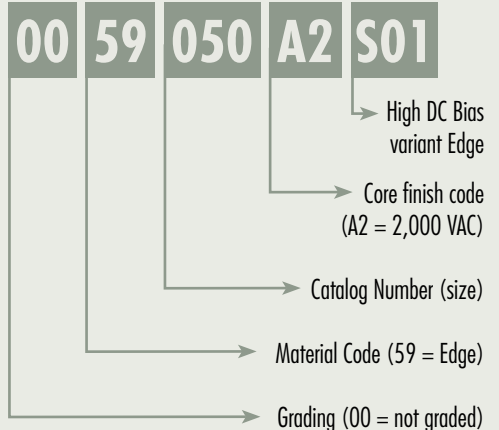 00 59 050 A2 S01
High DC Bias
variant Edge
Core finish code
(A2 = 2,000 VAC)
Catalog Number (size)
Material Code (59 = Edge)
Grading (00 = not graded)